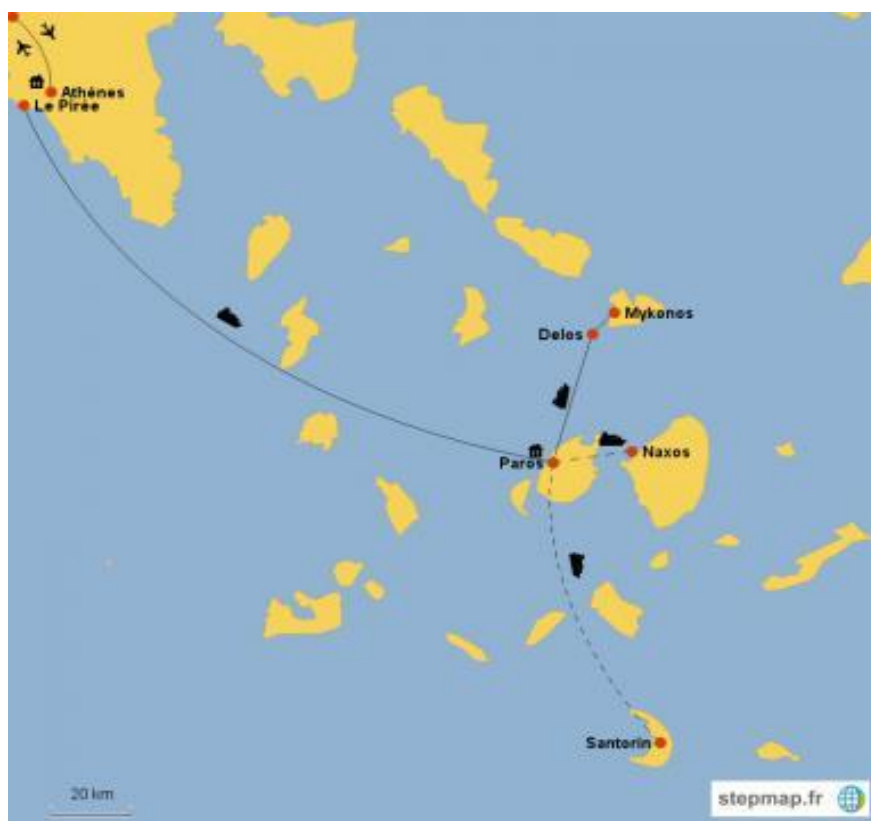 Athènes
Le Pirée
Mykonos
Delos
Naxos
Paros
Santorin
20 km
stepmap.fr